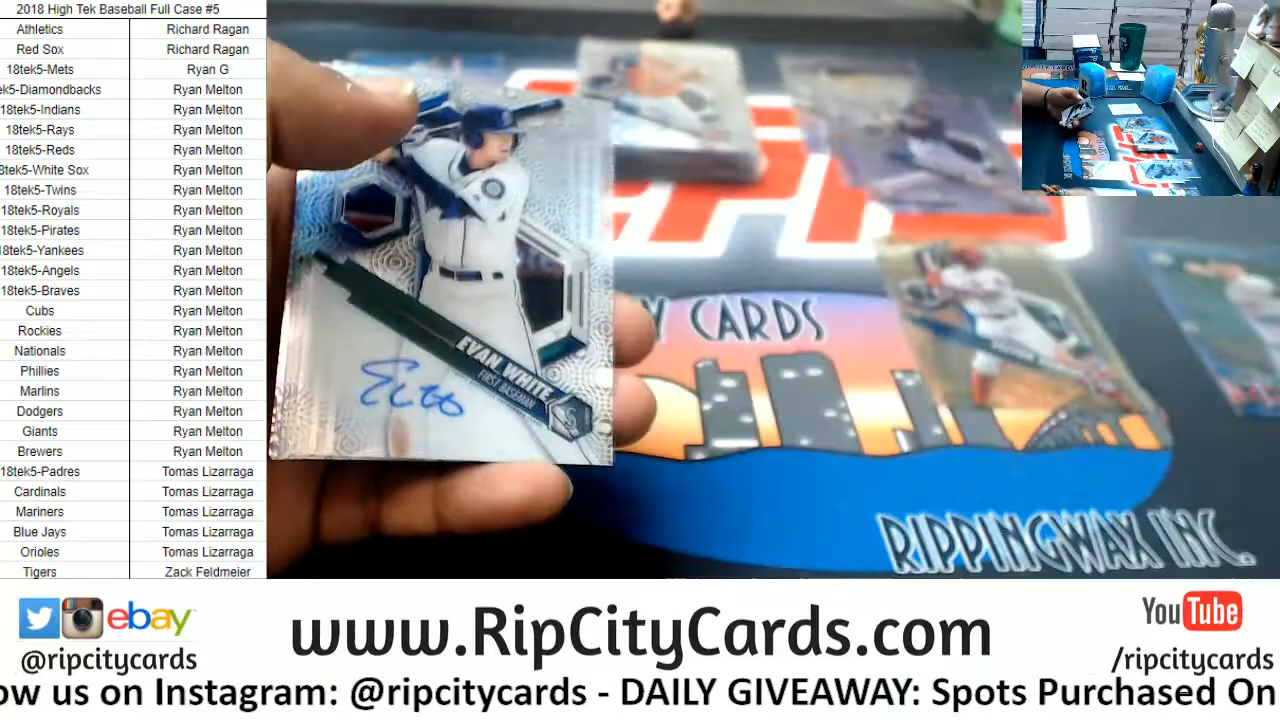 2018 High Tek Baseball Full Case #5
Athletics Richard Ragan
Red Sox Richard Ragan
18tek5-Mets Ryan G
ek5-Diamondbacks Ryan Melton
18tek5-Indians Ryan Melton
18tek5-Rays Ryan Melton
18tek5-Reds Ryan Melton
8tek5-White Sox Ryan Melton
18tek5-Twins Ryan Melton
18tek5-Royals Ryan Melton
18tek5-Pirates Ryan Melton
18tek5-Yankees Ryan Melton
18tek5-Angels Ryan Melton
18tek5-Braves Ryan Melton
Cubs Ryan Melton
Rockies Ryan Melton
Nationals Ryan Melton
Phillies Ryan Melton
Marlins Ryan Melton
Dodgers Ryan Melton
Giants Ryan Melton
Brewers Ryan Melton
18tek5-Padres Tomas Lizarraga
Cardinals Tomas Lizarraga
Mariners Tomas Lizarraga
Blue Jays Tomas Lizarraga
Orioles Tomas Lizarraga
Tigers Zack Feldmeier
EVAN WHITE
FIRST BASEMAN
Y CARDS
RIPPINGWAX INC.
ebay
@ripcitycards
www.RipCityCards.com
YouTube
/ripcitycards
ow us on Instagram: @ripcitycards - DAILY GIVEAWAY: Spots Purchased On